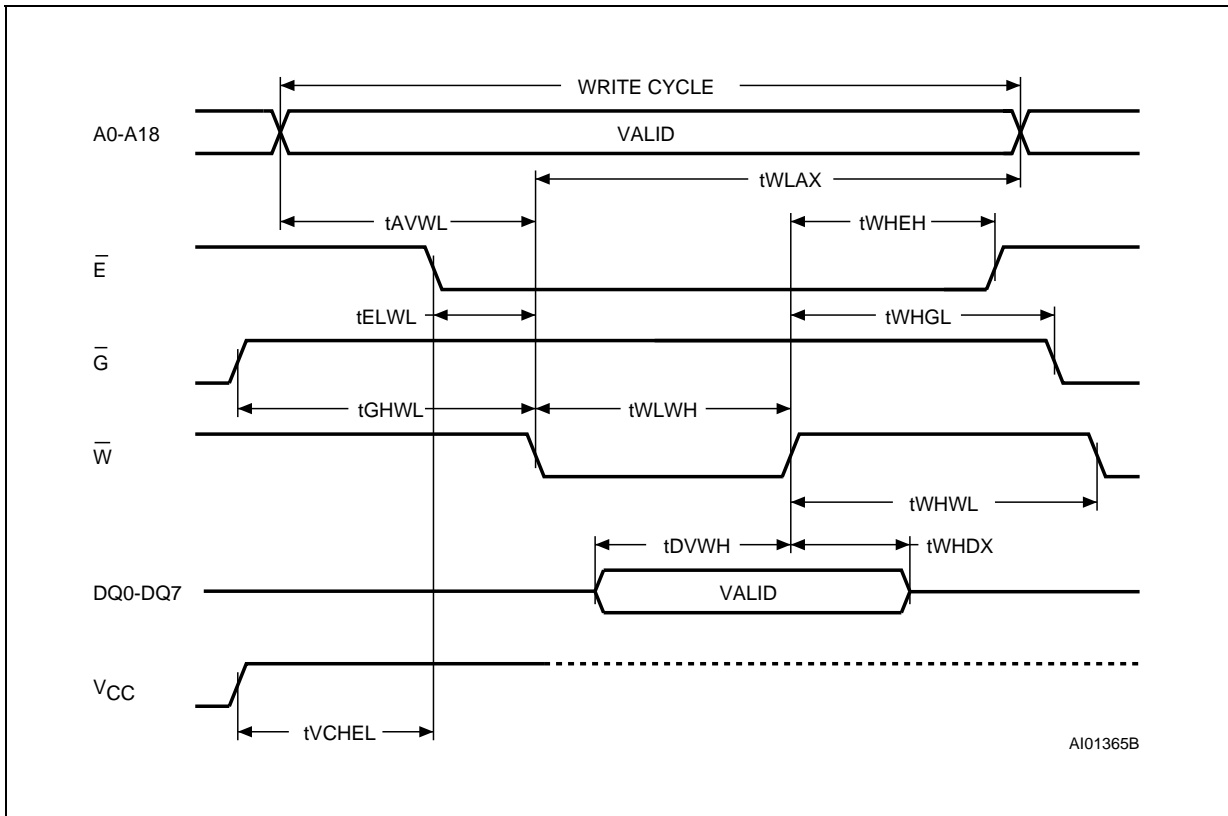 WRITE CYCLE
A0-A18 VALID
tWLAX
tAVWL tWHEH
E̅
tELWL tWHGL
G̅
tGHWL tWLWH
W̅
tWHWL
tDVWH tWHDX
DQ0-DQ7 VALID
VCC
tVCHEL
AI01365B